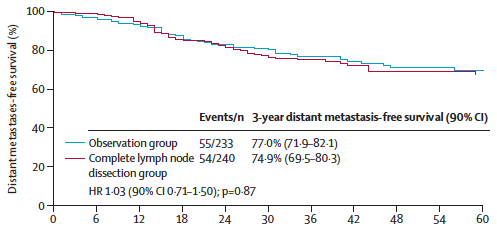 Distant metastases-free survival (%)
100
80
60
40
20
0
Events/n 3-year distant metastasis-free survival (90% CI)
Observation group 55/233 77·0% (71·9–82·1)
Complete lymph node 54/240 74·9% (69·5–80·3)
dissection group
HR 1·03 (90% CI 0·71–1·50); p=0·87
0 6 12 18 24 30 36 42 48 54 60